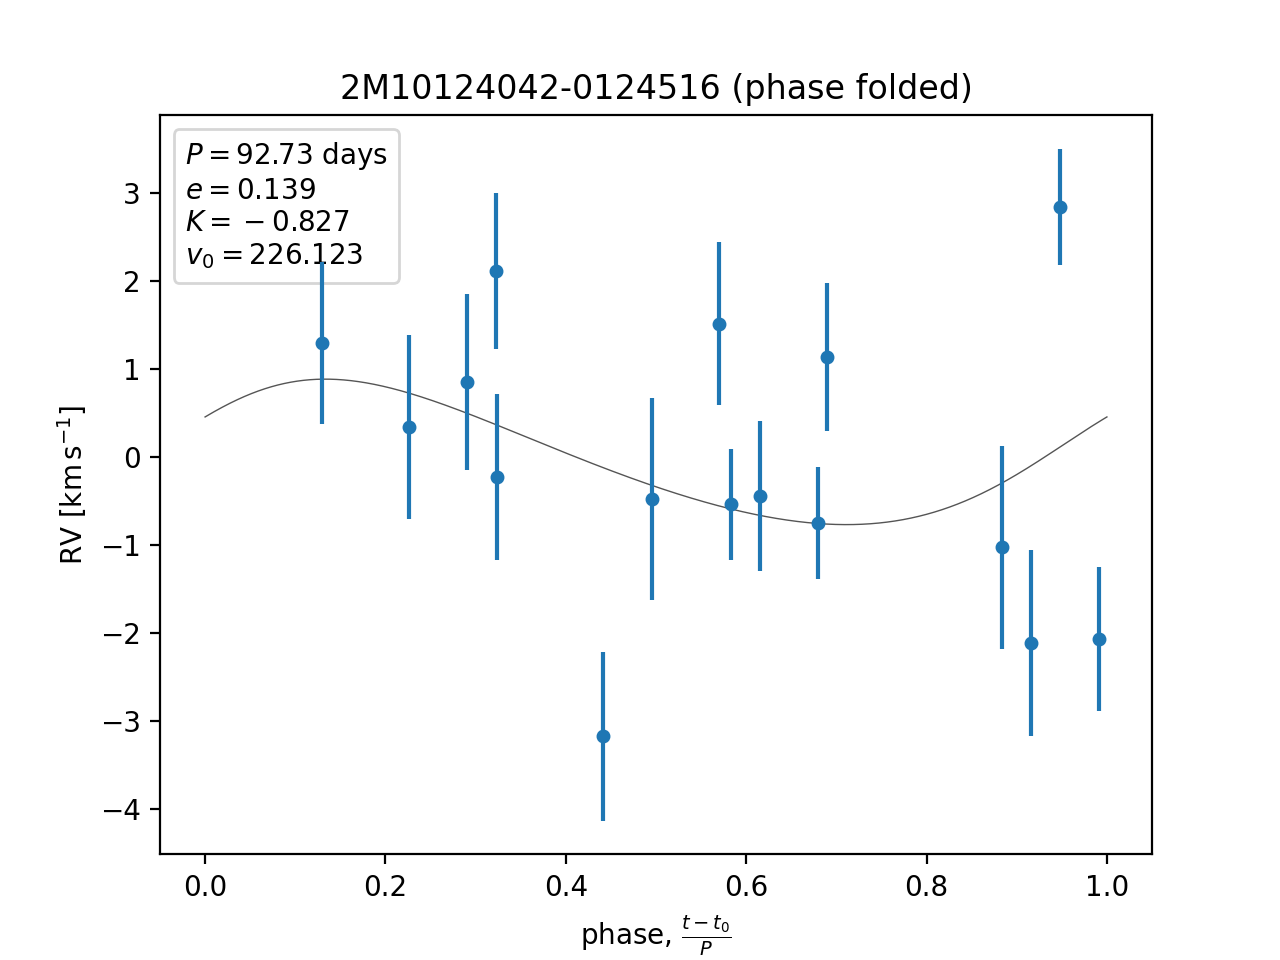 2M10124042-0124516 (phase folded)
P = 92.73 days
e = 0.139
K = −0.827
v₀ = 226.123
RV [km s⁻¹]
3
2
1
0
−1
−2
−3
−4
0.0 0.2 0.4 0.6 0.8 1.0
phase, (t − t₀)/P